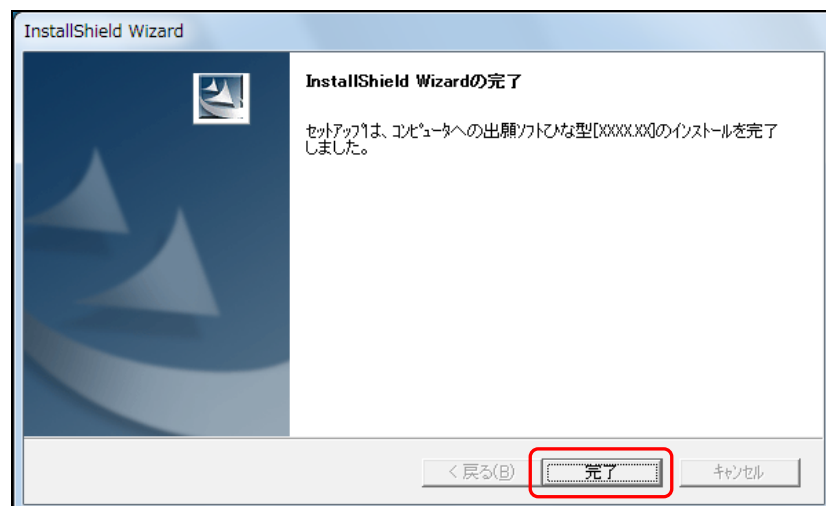 InstallShield Wizard
InstallShield Wizardの完了
セットアップは、コンピュータへの出願ソフトひな型[XXXX.XX]のインストールを完了
しました。
< 戻る(B)
完了
キャンセル